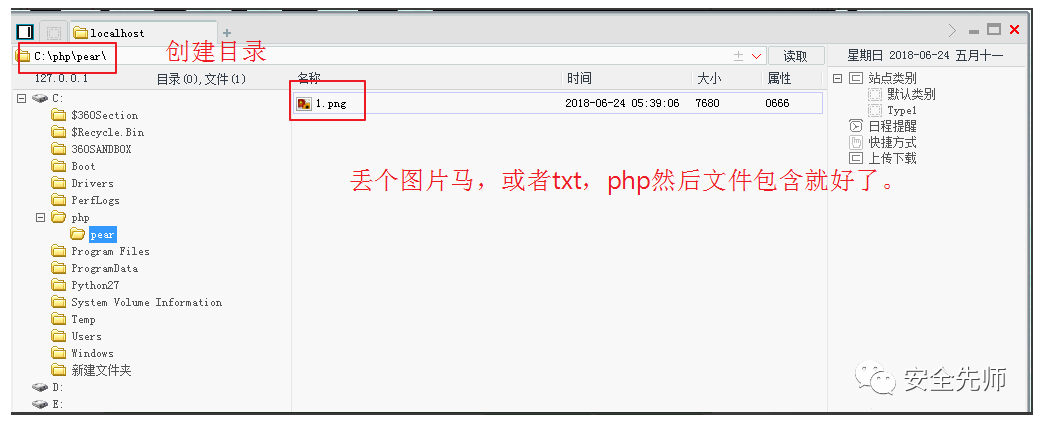 localhost
C:\php\pear\
创建目录
读取
星期日 2018-06-24 五月十一
127.0.0.1
目录(0),文件(1)
名称
时间
大小
属性
1.png
2018-06-24 05:39:06
7680
0666
C:
$360Section
$Recycle.Bin
360SANDBOX
Boot
Drivers
PerfLogs
php
pear
Program Files
ProgramData
Python27
System Volume Information
Temp
Users
Windows
新建文件夹
D:
E:
丢个图片马，或者txt，php然后文件包含就好了。
站点类别
默认类别
Type1
日程提醒
快捷方式
上传下载
安全先师